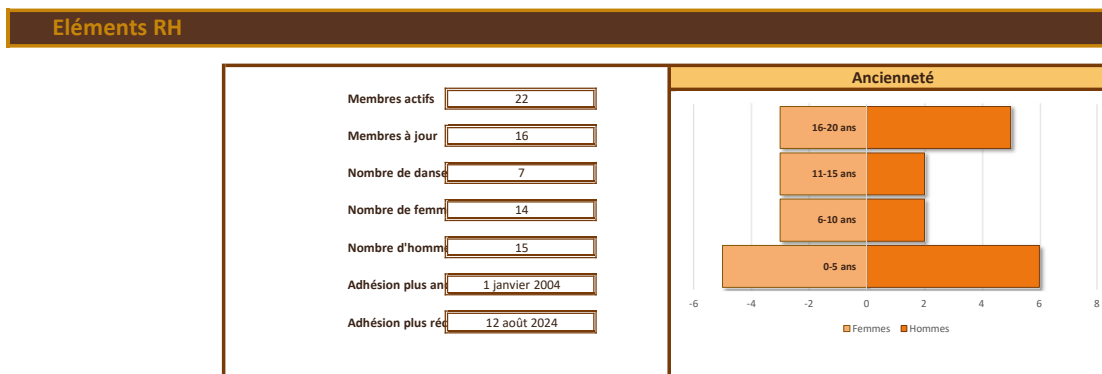 Eléments RH
Ancienneté
Membres actifs 22
Membres à jour 16
Nombre de danse 7
Nombre de femm 14
Nombre d'homm 15
Adhésion plus an 1 janvier 2004
Adhésion plus réc 12 août 2024
16-20 ans
11-15 ans
6-10 ans
0-5 ans
-6 -4 -2 0 2 4 6 8
Femmes Hommes